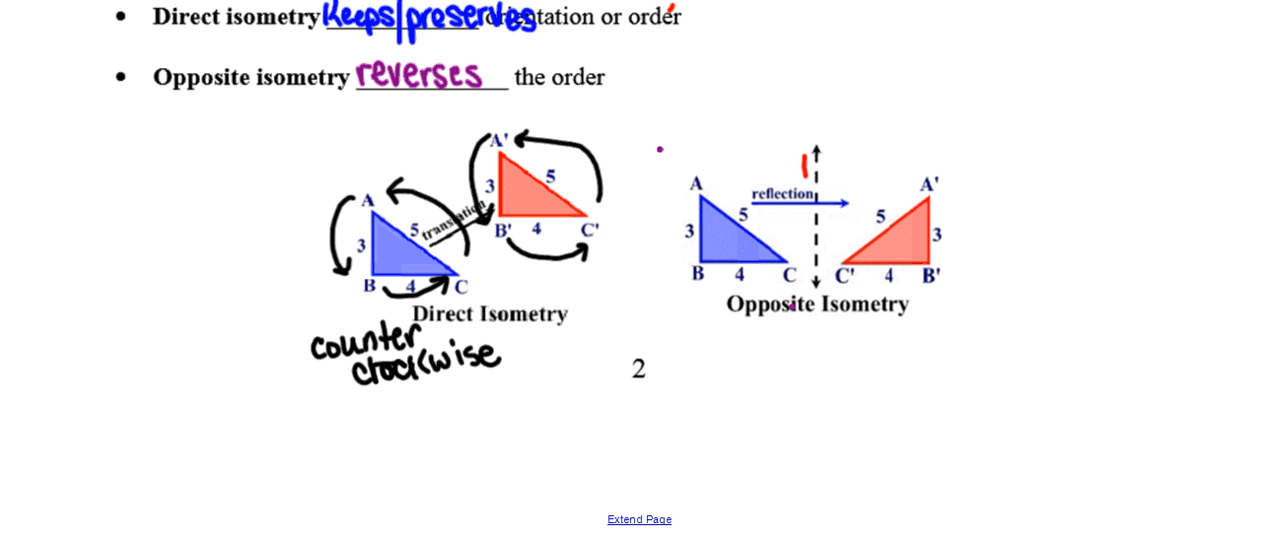 • Direct isometry Keeps/preserves orientation or order
• Opposite isometry reverses the order
A'
5
3
translation
B' 4 C'
A
5
3
B 4 C
Direct Isometry
counter
clockwise
A A'
reflection
5 5
3 3
B 4 C C' 4 B'
Opposite Isometry
2
Extend Page